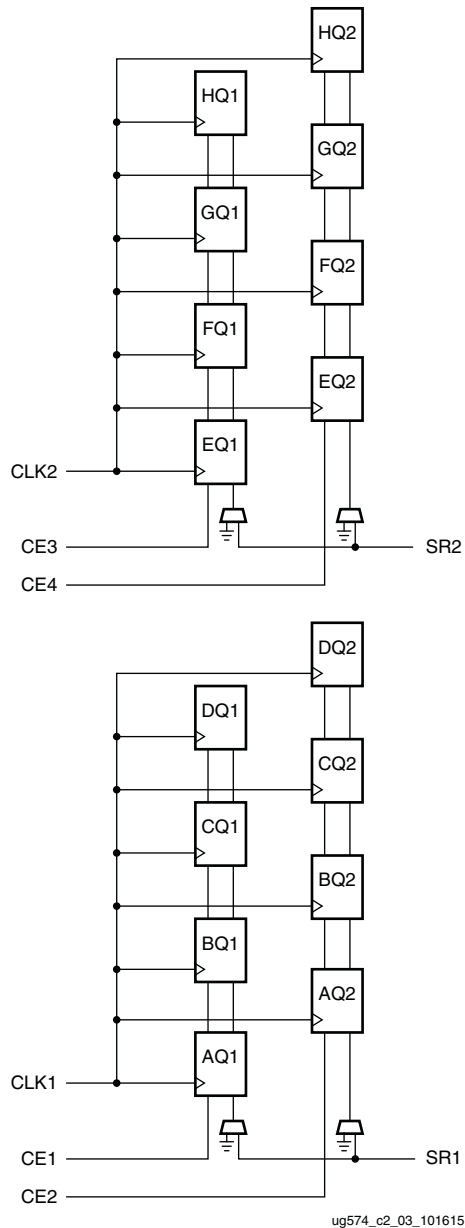 HQ2
HQ1
GQ2
GQ1
FQ2
FQ1
EQ2
EQ1
CLK2
CE3
SR2
CE4
DQ2
DQ1
CQ2
CQ1
BQ2
BQ1
AQ2
AQ1
CLK1
CE1
SR1
CE2
ug574_c2_03_101615